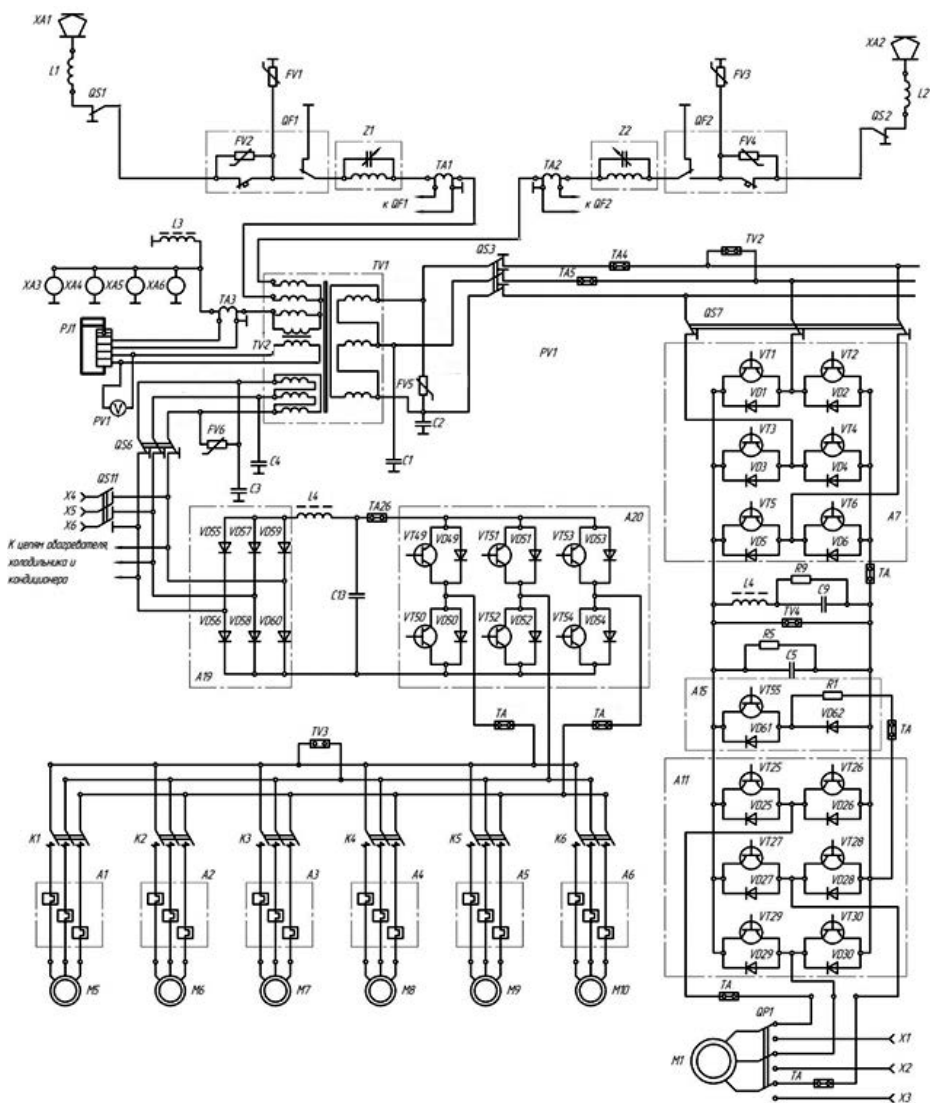 XA1
L1
QS1
FV1
QF1
FV2
Z1
TA1
к QF1
XA2
L2
QS2
FV3
QF2
FV4
Z2
TA2
к QF2
L3
XA3
XA4
XA5
XA6
TA3
PJ1
TV2
PV1
TV1
QS3
TA4
TA5
TV2
QS7
PV1
FV5
C2
C1
FV6
C4
C3
QS6
QS11
X4
X5
X6
К цепям обогревателя,
холодильника и
кондиционера
VD55
VD57
VD59
VD56
VD58
VD60
A19
L4
C13
TA26
A20
VT49
VD49
VT51
VD51
VT53
VD53
VT50
VD50
VT52
VD52
VT54
VD54
TA
TA
TV3
VT1
VT2
VD1
VD2
VT3
VT4
VD3
VD4
VT5
VT6
VD5
VD6
A7
TA
R9
L4
C9
TV4
R5
C5
A15
VT55
R1
VD61
VD62
TA
A11
VT25
VT26
VD25
VD26
VT27
VT28
VD27
VD28
VT29
VT30
VD29
VD30
TA
QP1
M1
TA
X1
X2
X3
K1
K2
K3
K4
K5
K6
A1
A2
A3
A4
A5
A6
M5
M6
M7
M8
M9
M10